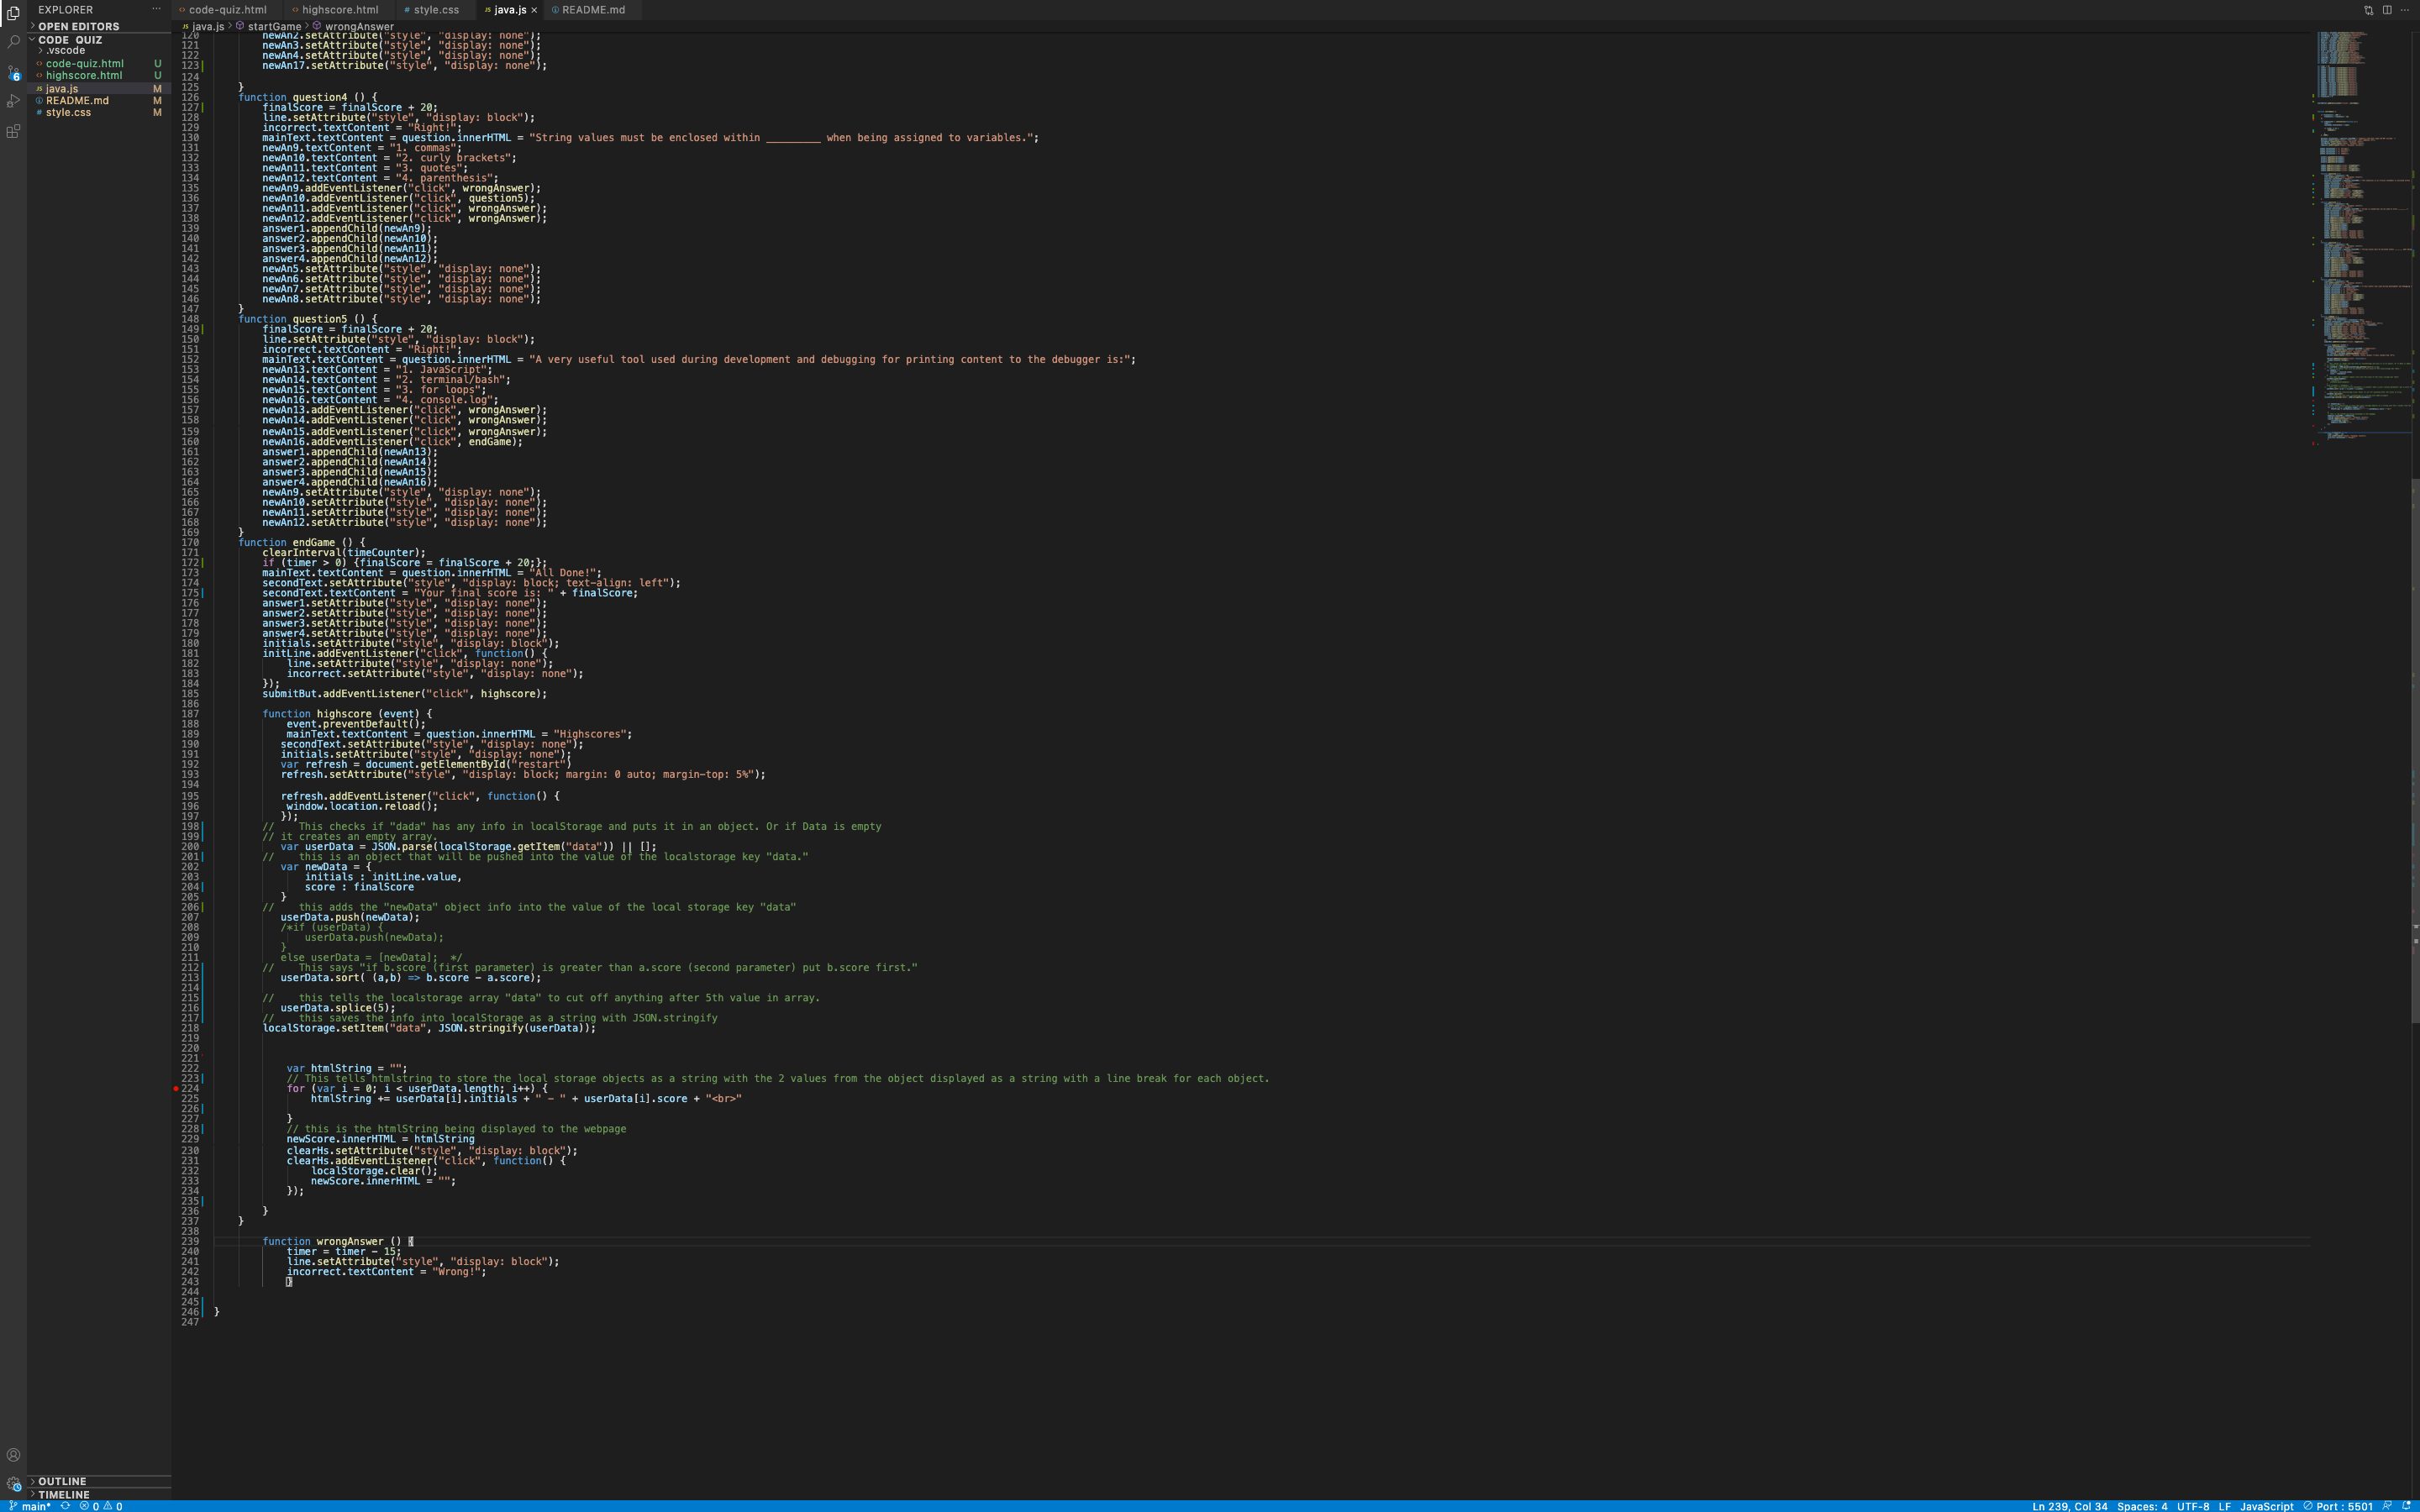 EXPLORER ···
code-quiz.html highscore.html style.css java.js × README.md
OPEN EDITORS
java.js > startGame > wrongAnswer
CODE QUIZ
.vscode
code-quiz.html U
highscore.html U
java.js M
README.md M
style.css M
6
120 newAn2.setAttribute("style", "display: none");
121 newAn3.setAttribute("style", "display: none");
122 newAn4.setAttribute("style", "display: none");
123 newAn17.setAttribute("style", "display: none");
124
125 }
126 function question4 () {
127 finalScore = finalScore + 20;
128 line.setAttribute("style", "display: block");
129 incorrect.textContent = "Right!";
130 mainText.textContent = question.innerHTML = "String values must be enclosed within _________ when being assigned to variables.";
131 newAn9.textContent = "1. commas";
132 newAn10.textContent = "2. curly brackets";
133 newAn11.textContent = "3. quotes";
134 newAn12.textContent = "4. parenthesis";
135 newAn9.addEventListener("click", wrongAnswer);
136 newAn10.addEventListener("click", question5);
137 newAn11.addEventListener("click", wrongAnswer);
138 newAn12.addEventListener("click", wrongAnswer);
139 answer1.appendChild(newAn9);
140 answer2.appendChild(newAn10);
141 answer3.appendChild(newAn11);
142 answer4.appendChild(newAn12);
143 newAn5.setAttribute("style", "display: none");
144 newAn6.setAttribute("style", "display: none");
145 newAn7.setAttribute("style", "display: none");
146 newAn8.setAttribute("style", "display: none");
147 }
148 function question5 () {
149 finalScore = finalScore + 20;
150 line.setAttribute("style", "display: block");
151 incorrect.textContent = "Right!";
152 mainText.textContent = question.innerHTML = "A very useful tool used during development and debugging for printing content to the debugger is:";
153 newAn13.textContent = "1. JavaScript";
154 newAn14.textContent = "2. terminal/bash";
155 newAn15.textContent = "3. for loops";
156 newAn16.textContent = "4. console.log";
157 newAn13.addEventListener("click", wrongAnswer);
158 newAn14.addEventListener("click", wrongAnswer);
159 newAn15.addEventListener("click", wrongAnswer);
160 newAn16.addEventListener("click", endGame);
161 answer1.appendChild(newAn13);
162 answer2.appendChild(newAn14);
163 answer3.appendChild(newAn15);
164 answer4.appendChild(newAn16);
165 newAn9.setAttribute("style", "display: none");
166 newAn10.setAttribute("style", "display: none");
167 newAn11.setAttribute("style", "display: none");
168 newAn12.setAttribute("style", "display: none");
169 }
170 function endGame () {
171 clearInterval(timeCounter);
172 if (timer > 0) {finalScore = finalScore + 20;};
173 mainText.textContent = question.innerHTML = "All Done!";
174 secondText.setAttribute("style", "display: block; text-align: left");
175 secondText.textContent = "Your final score is: " + finalScore;
176 answer1.setAttribute("style", "display: none");
177 answer2.setAttribute("style", "display: none");
178 answer3.setAttribute("style", "display: none");
179 answer4.setAttribute("style", "display: none");
180 initials.setAttribute("style", "display: block");
181 initLine.addEventListener("click", function() {
182 line.setAttribute("style", "display: none");
183 incorrect.setAttribute("style", "display: none");
184 });
185 submitBut.addEventListener("click", highscore);
186
187 function highscore (event) {
188 event.preventDefault();
189 mainText.textContent = question.innerHTML = "Highscores";
190 secondText.setAttribute("style", "display: none");
191 initials.setAttribute("style", "display: none");
192 var refresh = document.getElementById("restart")
193 refresh.setAttribute("style", "display: block; margin: 0 auto; margin-top: 5%");
194
195 refresh.addEventListener("click", function() {
196 window.location.reload();
197 });
198 // This checks if "dada" has any info in localStorage and puts it in an object. Or if Data is empty
199 // it creates an empty array.
200 var userData = JSON.parse(localStorage.getItem("data")) || [];
201 // this is an object that will be pushed into the value of the localstorage key "data."
202 var newData = {
203 initials : initLine.value,
204 score : finalScore
205 }
206 // this adds the "newData" object info into the value of the local storage key "data"
207 userData.push(newData);
208 /*if (userData) {
209 userData.push(newData);
210 }
211 else userData = [newData]; */
212 // This says "if b.score (first parameter) is greater than a.score (second parameter) put b.score first."
213 userData.sort( (a,b) => b.score - a.score);
214
215 // this tells the localstorage array "data" to cut off anything after 5th value in array.
216 userData.splice(5);
217 // this saves the info into localStorage as a string with JSON.stringify
218 localStorage.setItem("data", JSON.stringify(userData));
219
220
221
222 var htmlString = "";
223 // This tells htmlstring to store the local storage objects as a string with the 2 values from the object displayed as a string with a line break for each object.
224 for (var i = 0; i < userData.length; i++) {
225 htmlString += userData[i].initials + " - " + userData[i].score + "<br>"
226
227 }
228 // this is the htmlString being displayed to the webpage
229 newScore.innerHTML = htmlString
230 clearHs.setAttribute("style", "display: block");
231 clearHs.addEventListener("click", function() {
232 localStorage.clear();
233 newScore.innerHTML = "";
234 });
235
236 }
237 }
238
239 function wrongAnswer () {
240 timer = timer - 15;
241 line.setAttribute("style", "display: block");
242 incorrect.textContent = "Wrong!";
243 }
244
245
246 }
247
OUTLINE
TIMELINE
main* 0 0 Ln 239, Col 34 Spaces: 4 UTF-8 LF JavaScript Port : 5501